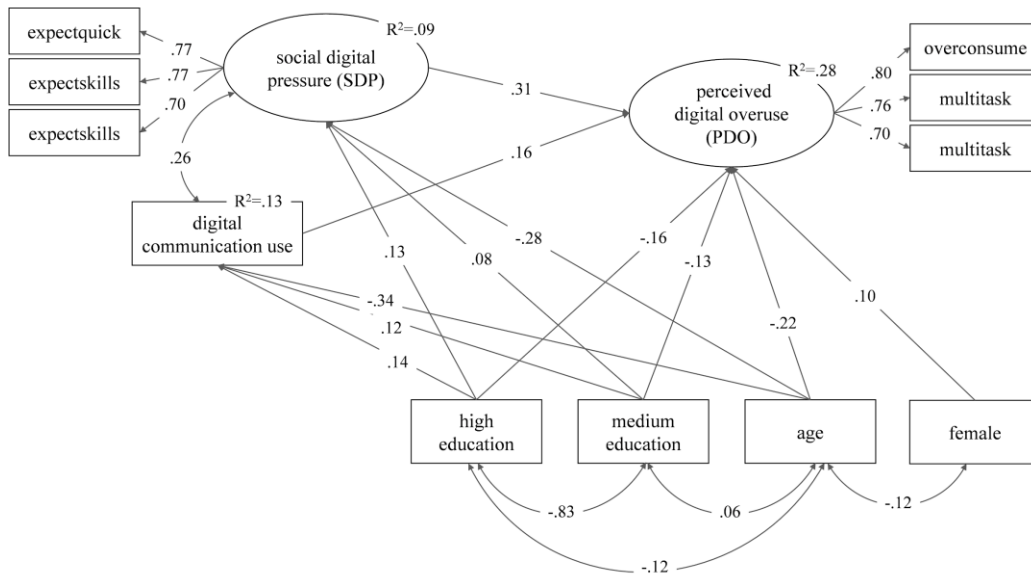 expectquick
expectskills
expectskills
.77
.77
.70
social digital
pressure (SDP)
R²=.09
.31
perceived
digital overuse
(PDO)
R²=.28
.80
.76
.70
overconsume
multitask
multitask
.26
.16
R²=.13
digital
communication use
.13
.08
-.28
-.16
-.13
-.22
.10
-.34
.12
.14
high
education
medium
education
age
female
-.83
.06
-.12
-.12